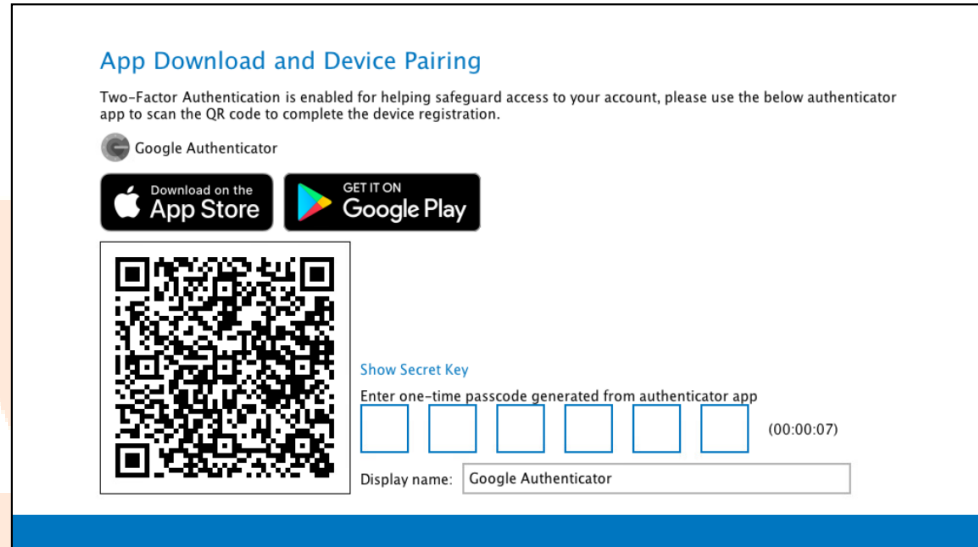 App Download and Device Pairing
Two-Factor Authentication is enabled for helping safeguard access to your account, please use the below authenticator
app to scan the QR code to complete the device registration.
Google Authenticator
Download on the
App Store
GET IT ON
Google Play
Show Secret Key
Enter one-time passcode generated from authenticator app
(00:00:07)
Display name: Google Authenticator